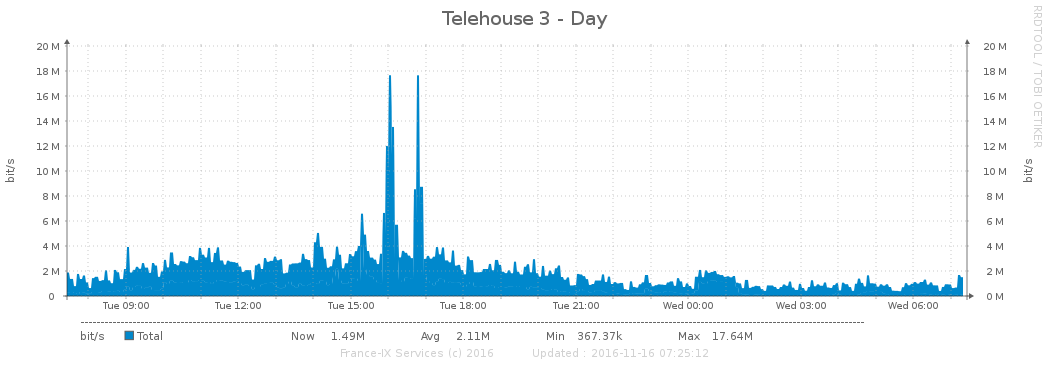 Telehouse 3 - Day
RRDTOOL / TOBI OETIKER
bit/s
20 M 20 M
18 M 18 M
16 M 16 M
14 M 14 M
12 M 12 M
10 M 10 M
8 M 8 M
6 M 6 M
4 M 4 M
2 M 2 M
0 0 M
bit/s
Tue 09:00 Tue 12:00 Tue 15:00 Tue 18:00 Tue 21:00 Wed 00:00 Wed 03:00 Wed 06:00
bit/s Total Now 1.49M Avg 2.11M Min 367.37k Max 17.64M
France-IX Services (c) 2016 Updated : 2016-11-16 07:25:12